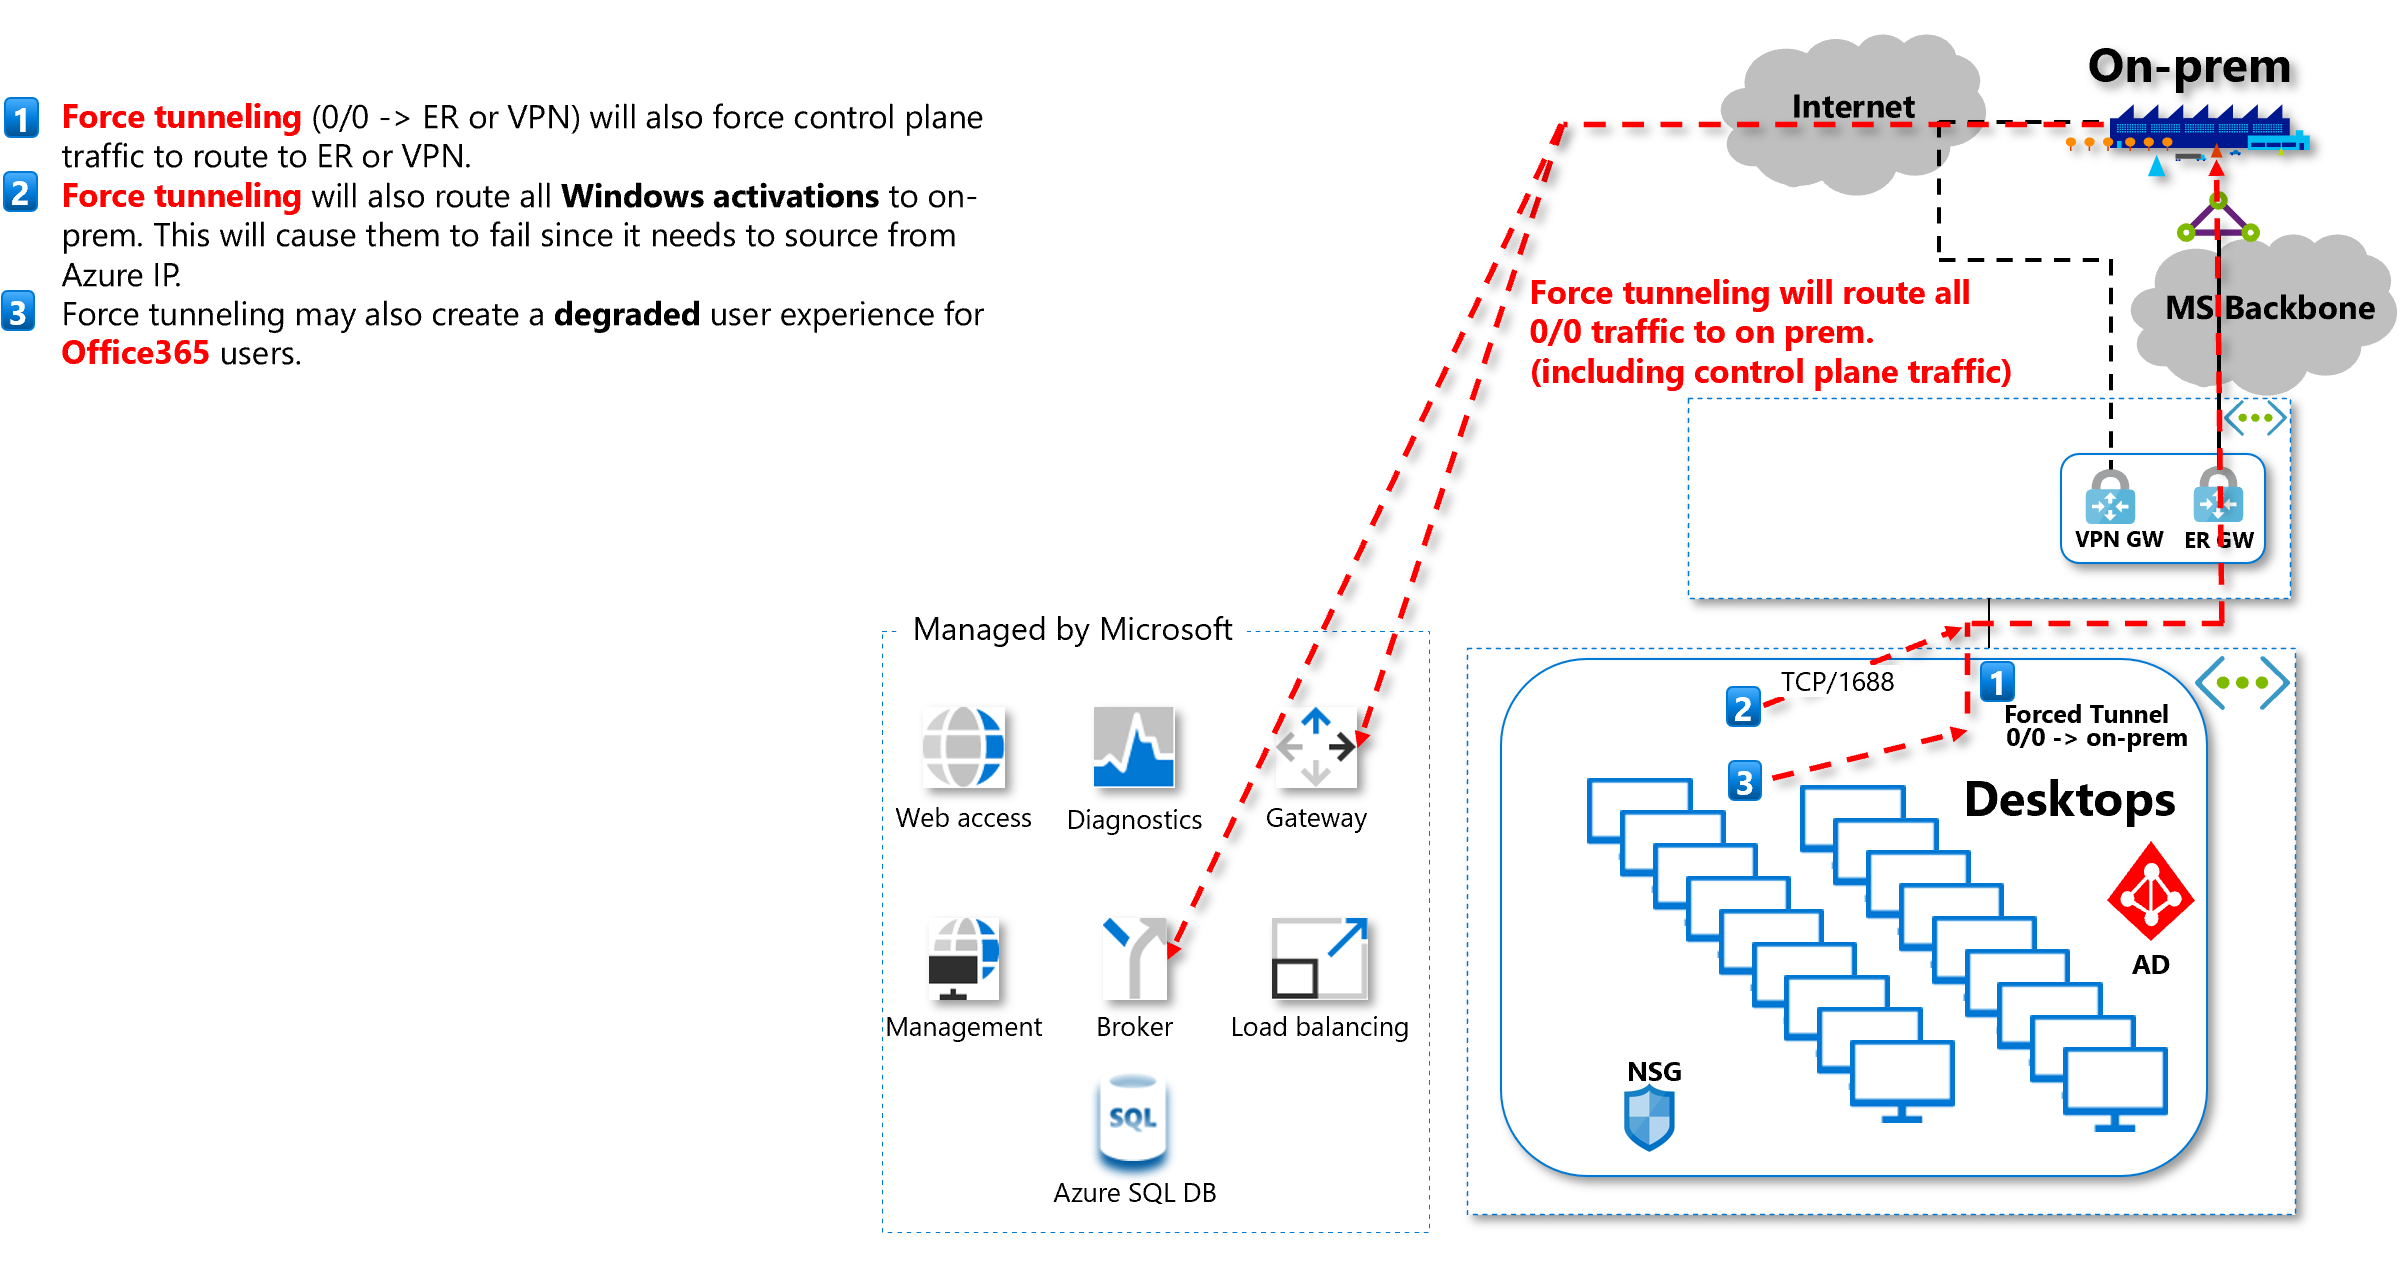 1 Force tunneling (0/0 -> ER or VPN) will also force control plane
traffic to route to ER or VPN.
2 Force tunneling will also route all Windows activations to on-
prem. This will cause them to fail since it needs to source from
Azure IP.
3 Force tunneling may also create a degraded user experience for
Office365 users.
On-prem
Internet
MS Backbone
Force tunneling will route all
0/0 traffic to on prem.
(including control plane traffic)
VPN GW
ER GW
Managed by Microsoft
Web access
Diagnostics
Gateway
Management
Broker
Load balancing
SQL
Azure SQL DB
TCP/1688
1
2
3
Forced Tunnel
0/0 -> on-prem
Desktops
AD
NSG